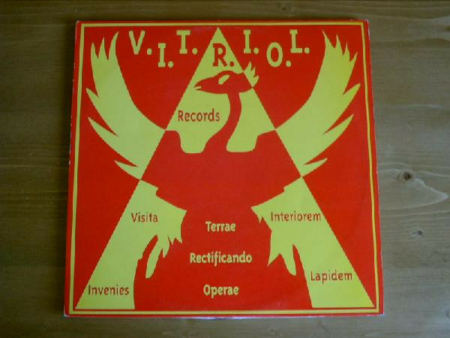 V.I.T.R.I.O.L.
Records
Visita Interiorem
Terrae
Rectificando
Invenies Operae Lapidem